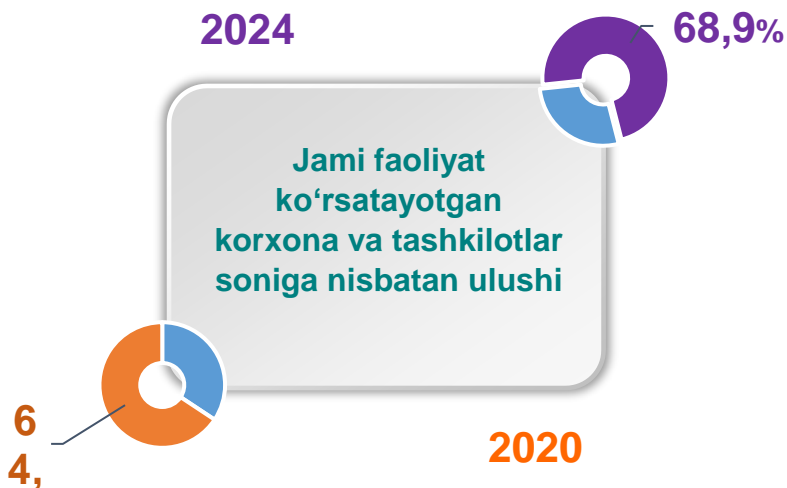 2024
68,9%
Jami faoliyat
ko‘rsatayotgan
korxona va tashkilotlar
soniga nisbatan ulushi
6
4,
2020